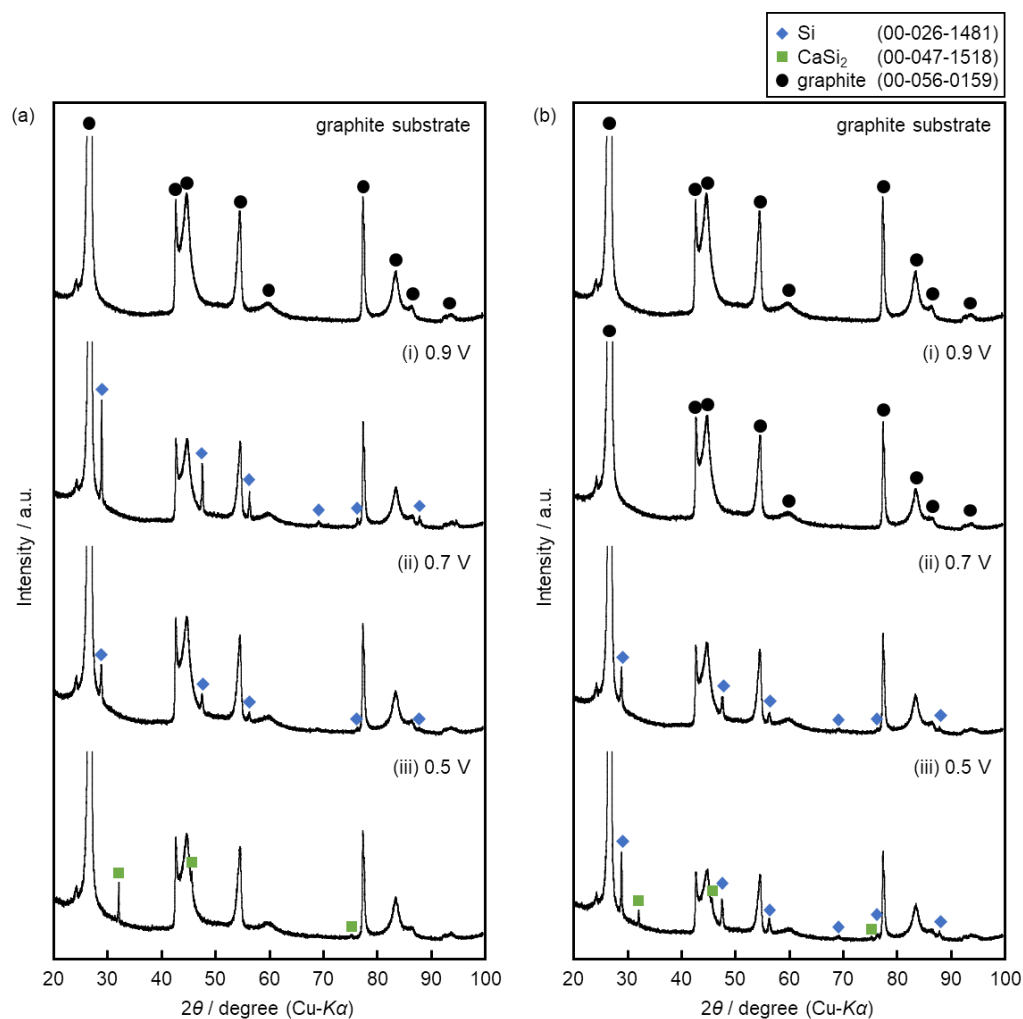 Si (00-026-1481)
CaSi₂ (00-047-1518)
graphite (00-056-0159)
(a)
graphite substrate
(i) 0.9 V
(ii) 0.7 V
(iii) 0.5 V
Intensity / a.u.
20 30 40 50 60 70 80 90 100
2θ / degree (Cu-Kα)
(b)
graphite substrate
(i) 0.9 V
(ii) 0.7 V
(iii) 0.5 V
Intensity / a.u.
20 30 40 50 60 70 80 90 100
2θ / degree (Cu-Kα)